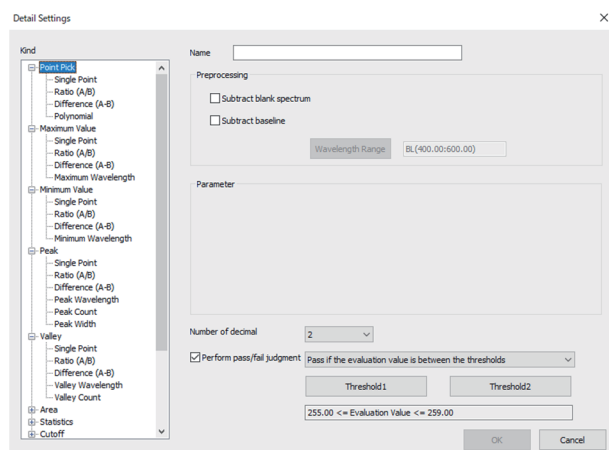 Detail Settings
Kind
Point Pick
Single Point
Ratio (A/B)
Difference (A-B)
Polynomial
Maximum Value
Single Point
Ratio (A/B)
Difference (A-B)
Maximum Wavelength
Minimum Value
Single Point
Ratio (A/B)
Difference (A-B)
Minimum Wavelength
Peak
Single Point
Ratio (A/B)
Difference (A-B)
Peak Wavelength
Peak Count
Peak Width
Valley
Single Point
Ratio (A/B)
Difference (A-B)
Valley Wavelength
Valley Count
Area
Statistics
Cutoff
Name
Preprocessing
Subtract blank spectrum
Subtract baseline
Wavelength Range BL(400.00:600.00)
Parameter
Number of decimal 2
Perform pass/fail judgment Pass if the evaluation value is between the thresholds
Threshold1 Threshold2
255.00 <= Evaluation Value <= 259.00
OK Cancel